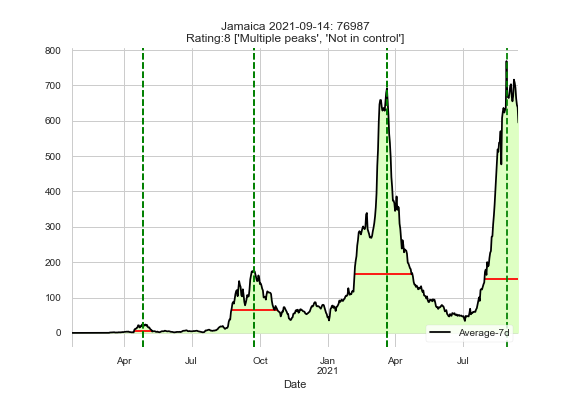 Jamaica 2021-09-14: 76987
Rating:8 ['Multiple peaks', 'Not in control']
800
700
600
500
400
300
200
100
0
Average-7d
Apr Jul Oct Jan Apr Jul
2021
Date